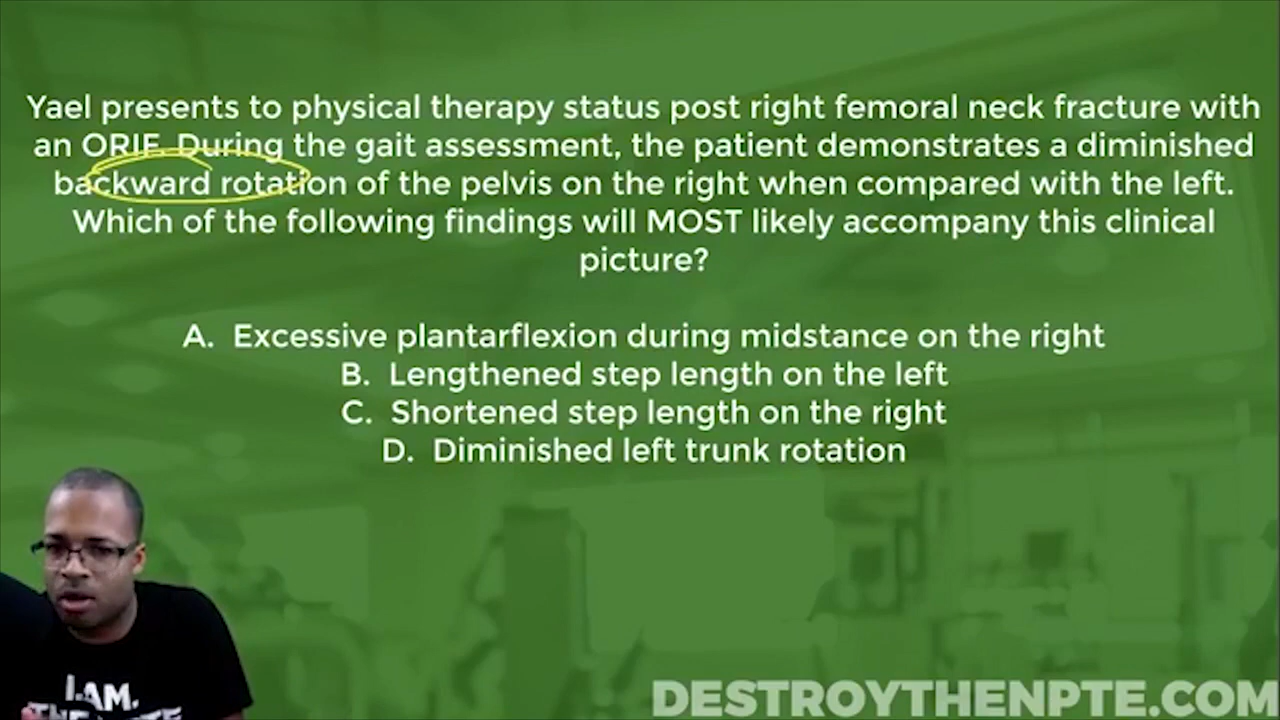 Yael presents to physical therapy status post right femoral neck fracture with
an ORIF. During the gait assessment, the patient demonstrates a diminished
backward rotation of the pelvis on the right when compared with the left.
Which of the following findings will MOST likely accompany this clinical
picture?
A. Excessive plantarflexion during midstance on the right
B. Lengthened step length on the left
C. Shortened step length on the right
D. Diminished left trunk rotation
I AM.
THE NPTE
DESTROYTHENPTE.COM